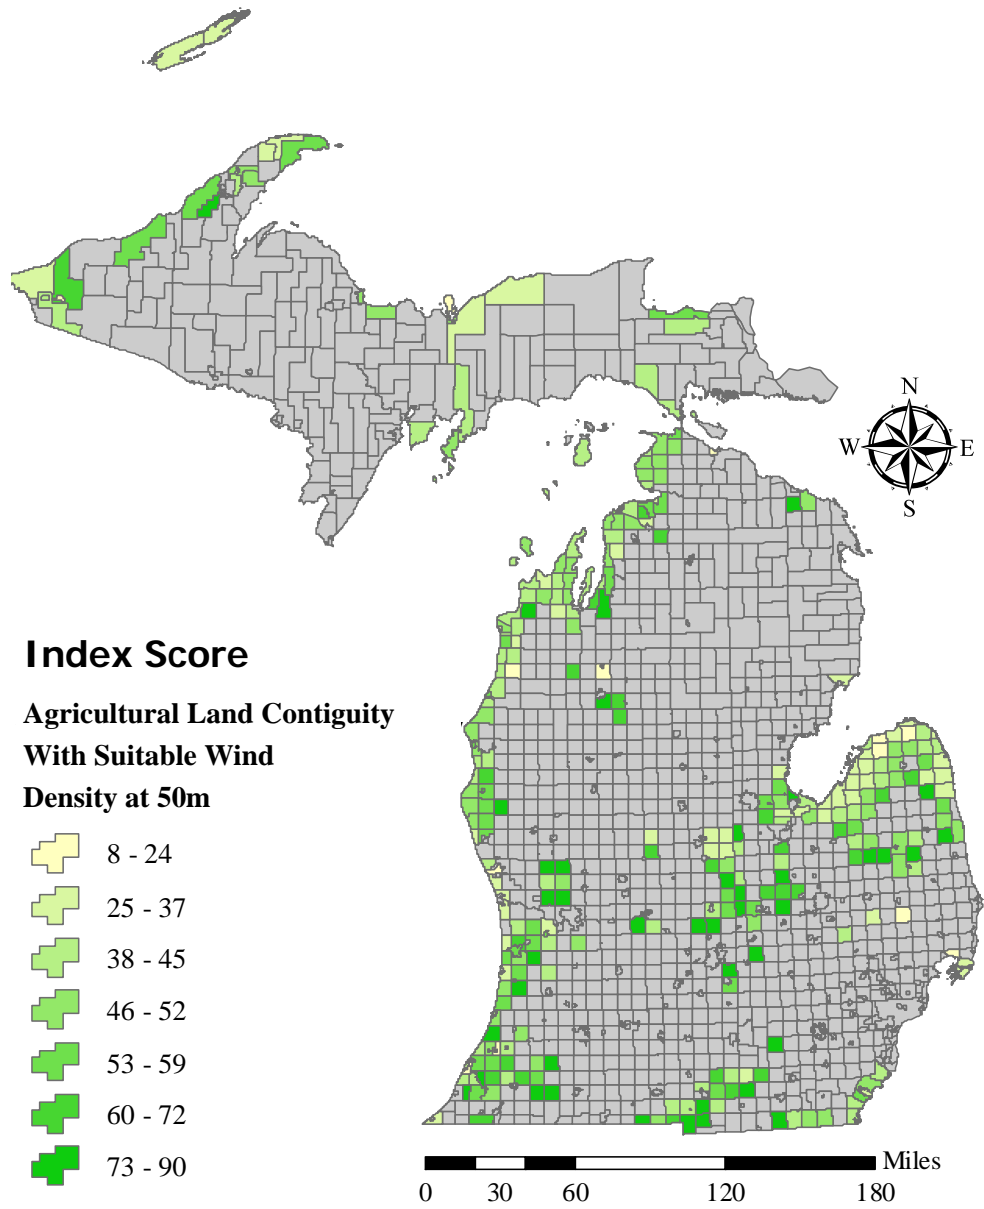 N
W E
S
Index Score
Agricultural Land Contiguity
With Suitable Wind
Density at 50m
8 - 24
25 - 37
38 - 45
46 - 52
53 - 59
60 - 72
73 - 90
Miles
0 30 60 120 180